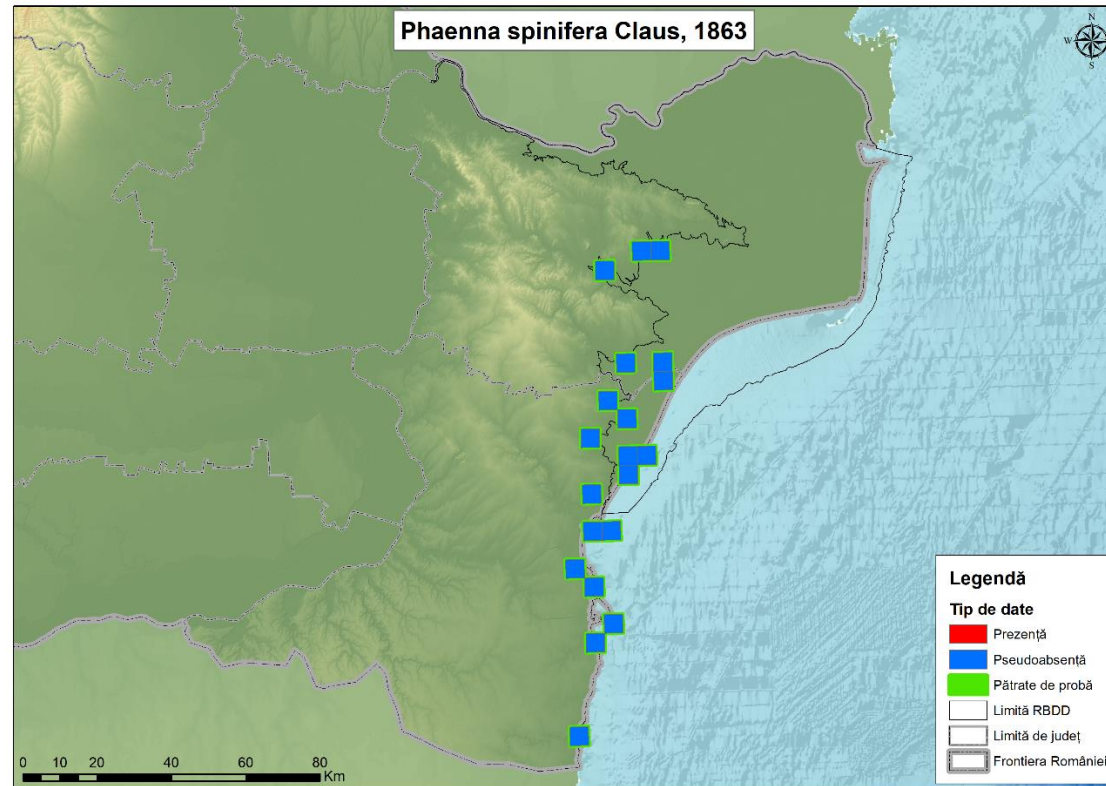 Phaenna spinifera Claus, 1863
N
W
E
S
Legendă
Tip de date
Prezență
Pseudoabsență
Pătrate de probă
Limită RBDD
Limită de județ
Frontiera României
0 10 20 40 60 80
Km